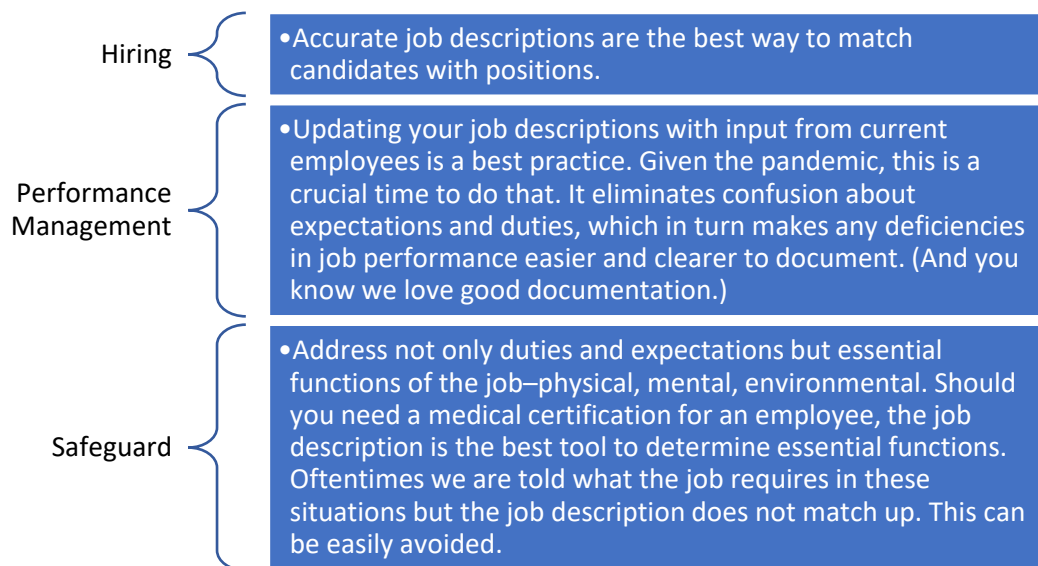 Hiring
•Accurate job descriptions are the best way to match
candidates with positions.
Performance
Management
•Updating your job descriptions with input from current
employees is a best practice. Given the pandemic, this is a
crucial time to do that. It eliminates confusion about
expectations and duties, which in turn makes any deficiencies
in job performance easier and clearer to document. (And you
know we love good documentation.)
Safeguard
•Address not only duties and expectations but essential
functions of the job–physical, mental, environmental. Should
you need a medical certification for an employee, the job
description is the best tool to determine essential functions.
Oftentimes we are told what the job requires in these
situations but the job description does not match up. This can
be easily avoided.